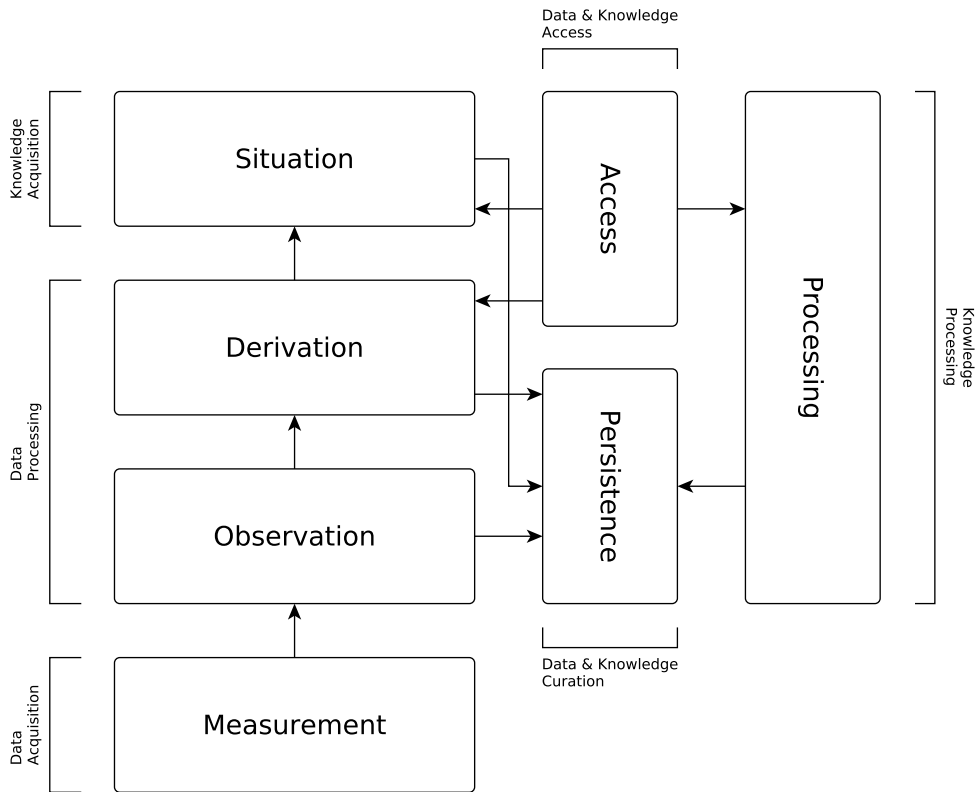 Data & Knowledge
Access
Knowledge
Acquisition
Situation
Access
Processing
Knowledge
Processing
Data
Processing
Derivation
Persistence
Observation
Data & Knowledge
Curation
Data
Acquisition
Measurement